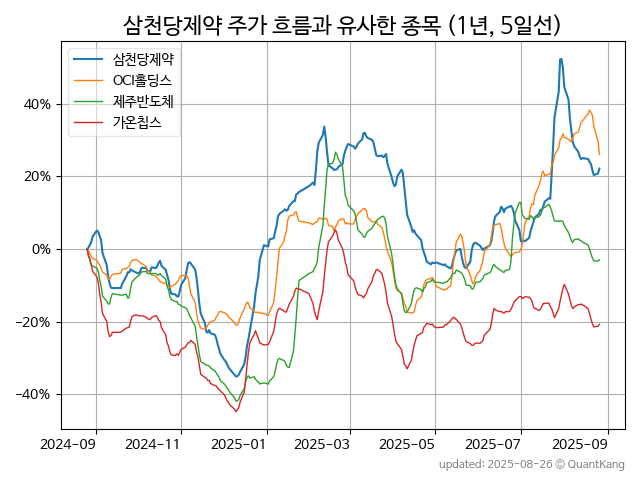 삼천당제약 주가 흐름과 유사한 종목 (1년, 5일선)
삼천당제약
OCI홀딩스
제주반도체
가온칩스
40%
20%
0%
−20%
−40%
2024-09
2024-11
2025-01
2025-03
2025-05
2025-07
2025-09
updated: 2025-08-26 © QuantKang